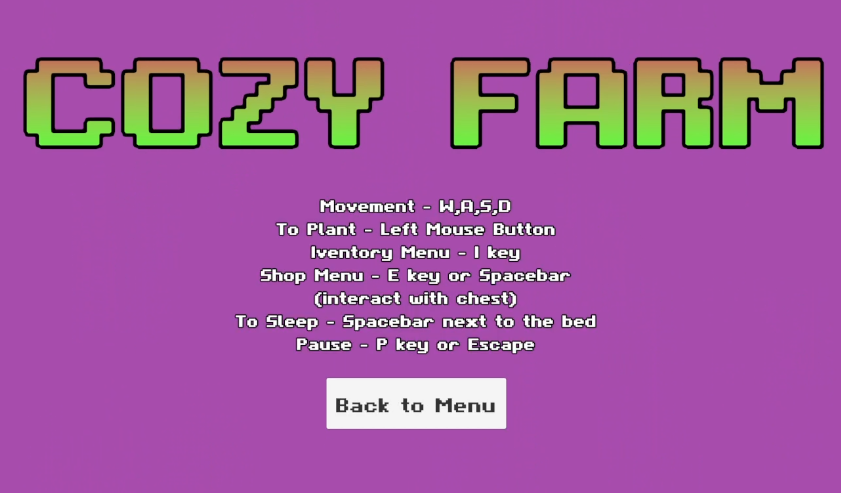 COZY FARM
Movement - W,A,S,D
To Plant - Left Mouse Button
Iventory Menu - I key
Shop Menu - E key or Spacebar
(interact with chest)
To Sleep - Spacebar next to the bed
Pause - P key or Escape
Back to Menu